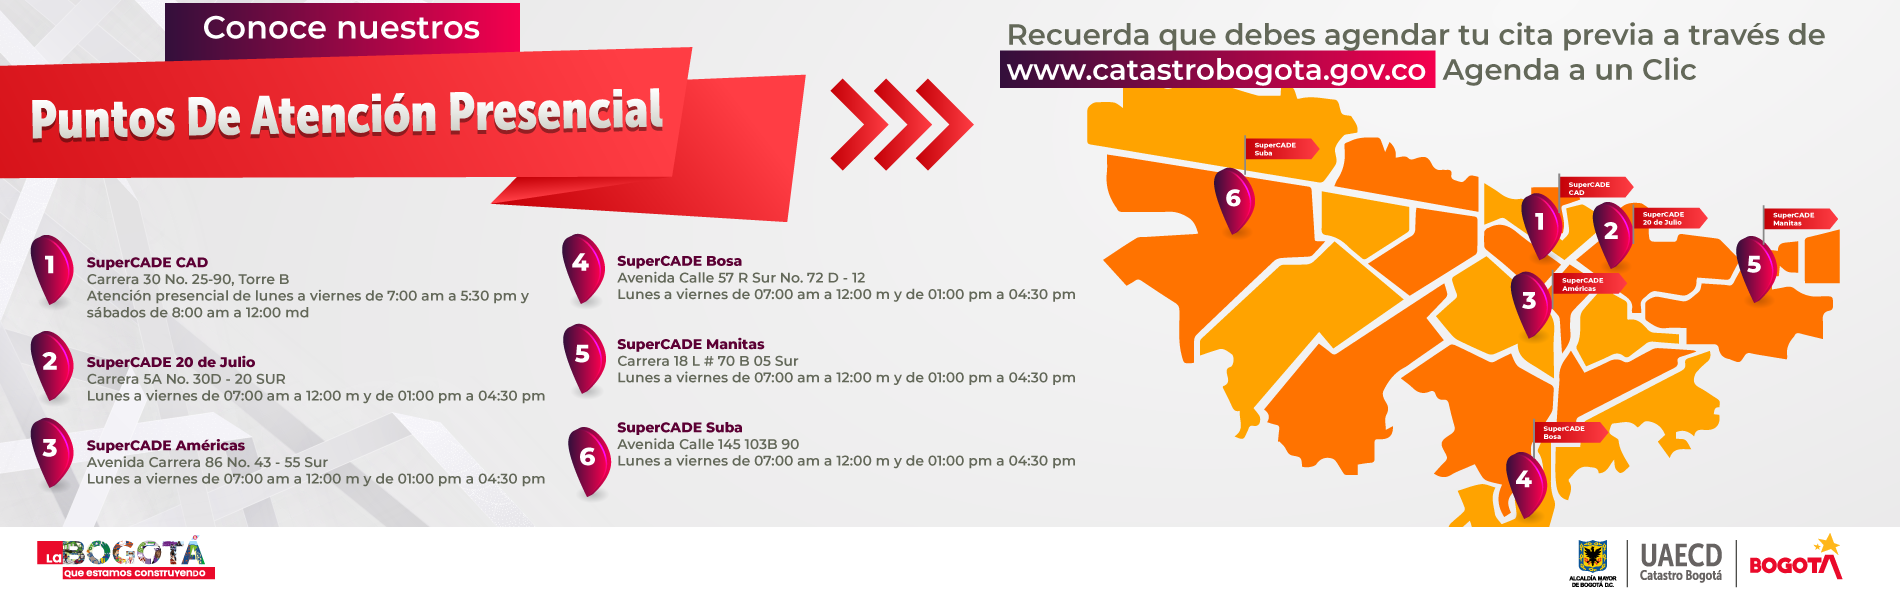 Conoce nuestros
Puntos De Atención Presencial
Recuerda que debes agendar tu cita previa a través de
www.catastrobogota.gov.co Agenda a un Clic
1
SuperCADE CAD
Carrera 30 No. 25-90, Torre B
Atención presencial de lunes a viernes de 7:00 am a 5:30 pm y
sábados de 8:00 am a 12:00 md
2
SuperCADE 20 de Julio
Carrera 5A No. 30D - 20 SUR
Lunes a viernes de 07:00 am a 12:00 m y de 01:00 pm a 04:30 pm
3
SuperCADE Américas
Avenida Carrera 86 No. 43 - 55 Sur
Lunes a viernes de 07:00 am a 12:00 m y de 01:00 pm a 04:30 pm
4
SuperCADE Bosa
Avenida Calle 57 R Sur No. 72 D - 12
Lunes a viernes de 07:00 am a 12:00 m y de 01:00 pm a 04:30 pm
5
SuperCADE Manitas
Carrera 18 L # 70 B 05 Sur
Lunes a viernes de 07:00 am a 12:00 m y de 01:00 pm a 04:30 pm
6
SuperCADE Suba
Avenida Calle 145 103B 90
Lunes a viernes de 07:00 am a 12:00 m y de 01:00 pm a 04:30 pm
SuperCADE
Suba
6
SuperCADE
CAD
1
SuperCADE
20 de Julio
2
SuperCADE
Manitas
5
SuperCADE
Américas
3
SuperCADE
Bosa
4
La BOGOTÁ
que estamos construyendo
ALCALDÍA MAYOR
DE BOGOTÁ D.C.
UAECD
Catastro Bogotá
BOGOTÁ